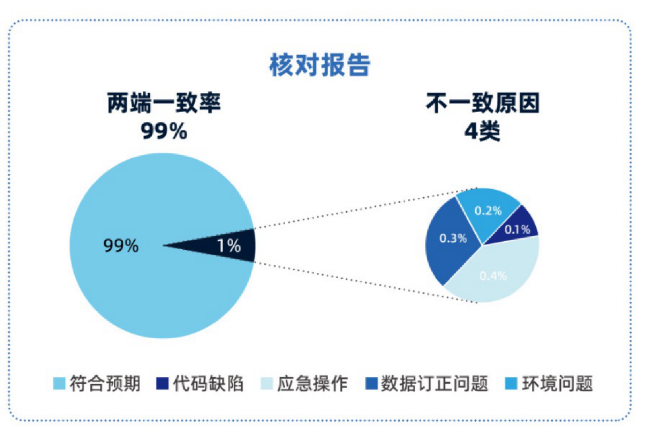 核对报告
两端一致率
99%
不一致原因
4类
99%
1%
0.2%
0.1%
0.3%
0.4%
符合预期
代码缺陷
应急操作
数据订正问题
环境问题